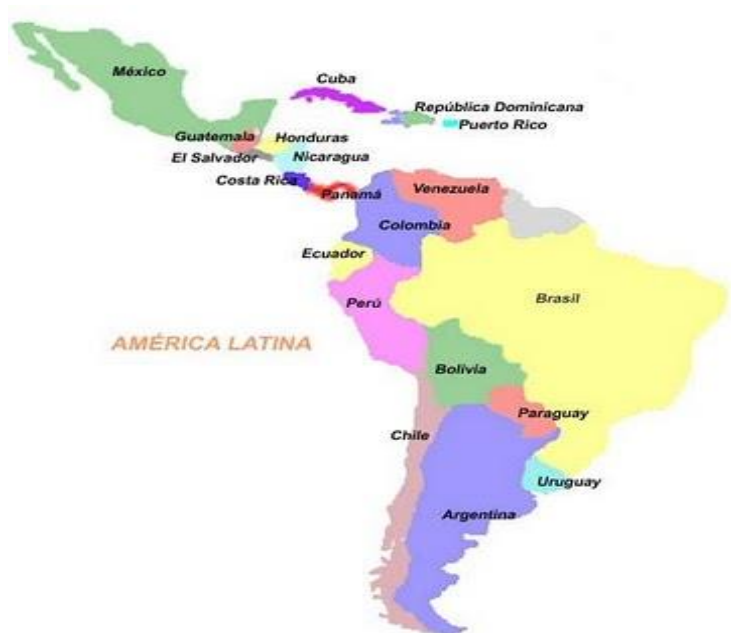 México
Cuba
República Dominicana
Puerto Rico
Guatemala
Honduras
El Salvador
Nicaragua
Costa Rica
Panamá
Venezuela
Colombia
Ecuador
Perú
Brasil
AMÉRICA LATINA
Bolivia
Paraguay
Chile
Uruguay
Argentina